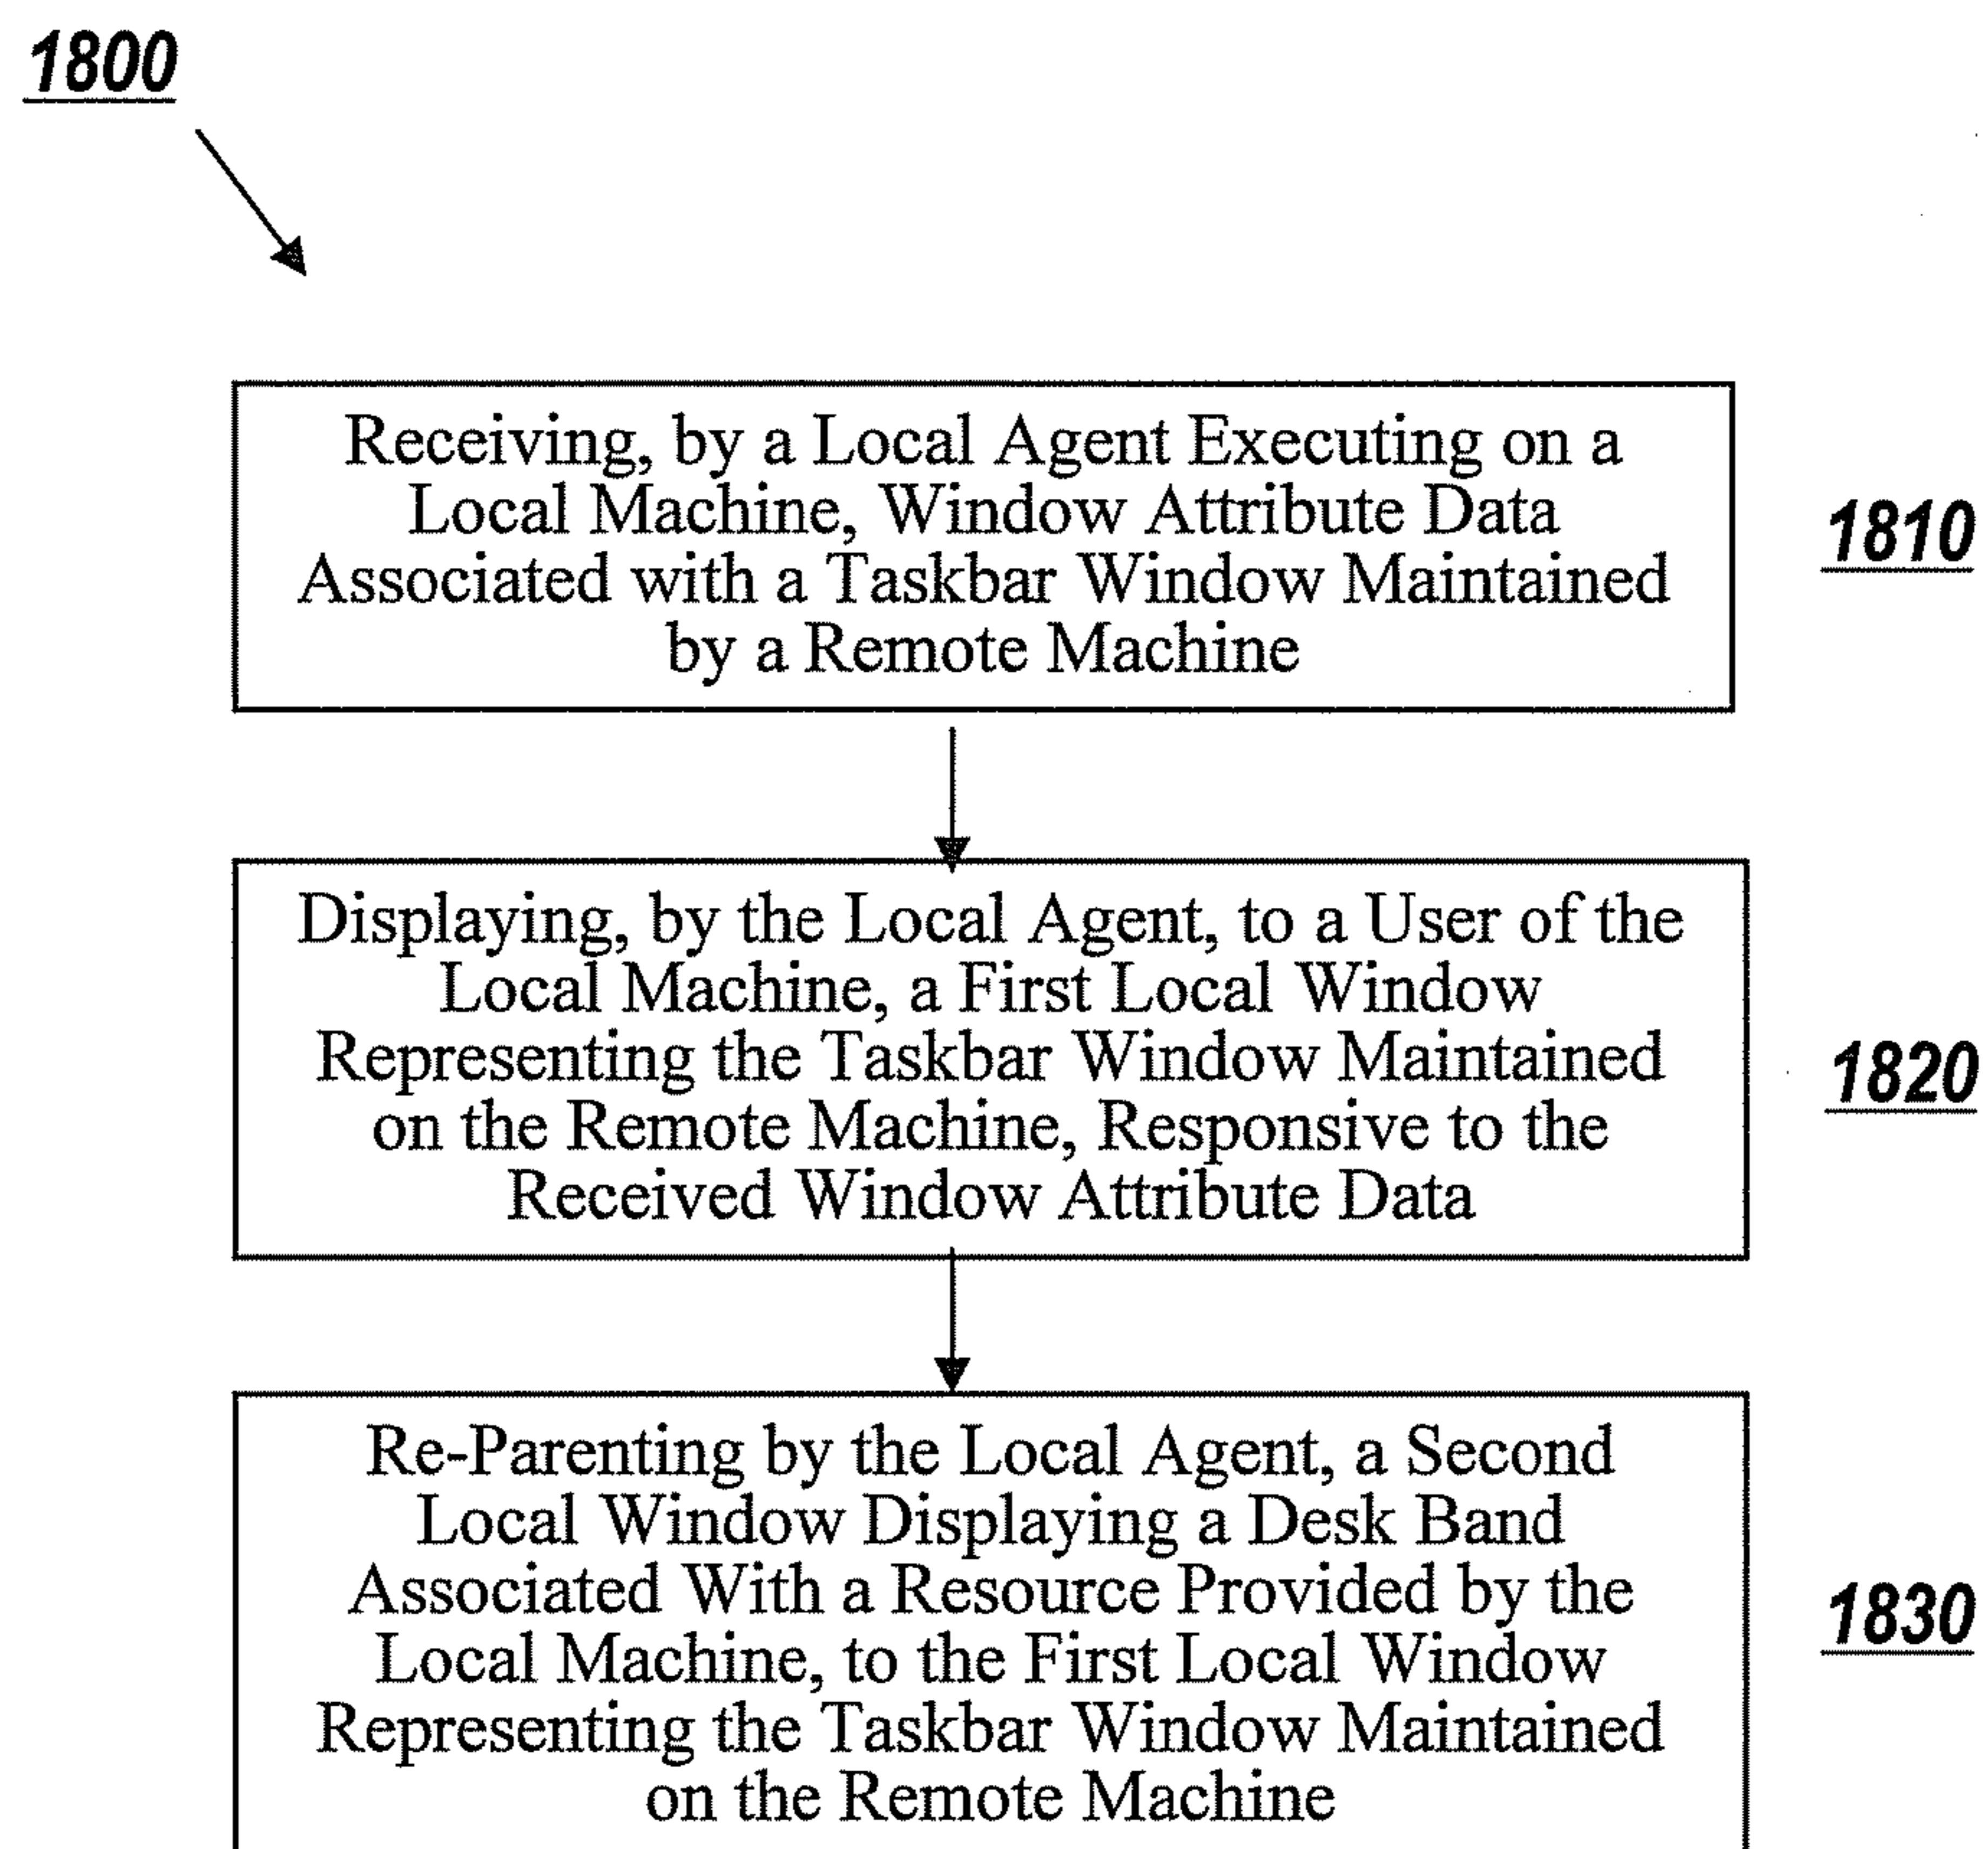 1800
Receiving, by a Local Agent Executing on a
Local Machine, Window Attribute Data
Associated with a Taskbar Window Maintained
by a Remote Machine
1810
Displaying, by the Local Agent, to a User of the
Local Machine, a First Local Window
Representing the Taskbar Window Maintained
on the Remote Machine, Responsive to the
Received Window Attribute Data
1820
Re-Parenting by the Local Agent, a Second
Local Window Displaying a Desk Band
Associated With a Resource Provided by the
Local Machine, to the First Local Window
Representing the Taskbar Window Maintained
on the Remote Machine
1830